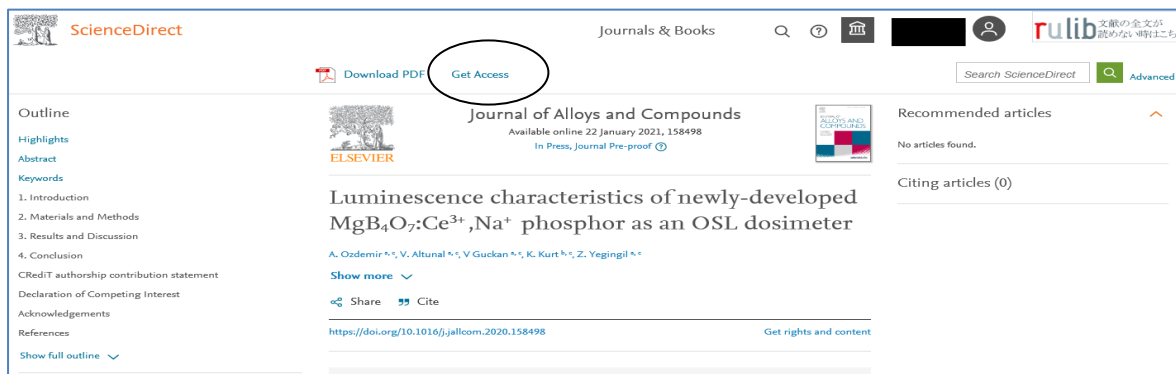 ScienceDirect
Journals & Books
rulib 文献の全文が
読めない時はこちら
Download PDF
Get Access
Search ScienceDirect
Advanced
Outline
Highlights
Abstract
Keywords
1. Introduction
2. Materials and Methods
3. Results and Discussion
4. Conclusion
CRediT authorship contribution statement
Declaration of Competing Interest
Acknowledgements
References
Show full outline
ELSEVIER
Journal of Alloys and Compounds
Available online 22 January 2021, 158498
In Press, Journal Pre-proof
ALLOYS AND
COMPOUNDS
Luminescence characteristics of newly-developed
MgB₄O₇:Ce³⁺,Na⁺ phosphor as an OSL dosimeter
A. Ozdemir a, c, V. Altunal a, c, V Guckan a, c, K. Kurt b, c, Z. Yegingil a, c
Show more
Share
Cite
https://doi.org/10.1016/j.jallcom.2020.158498
Get rights and content
Recommended articles
No articles found.
Citing articles (0)